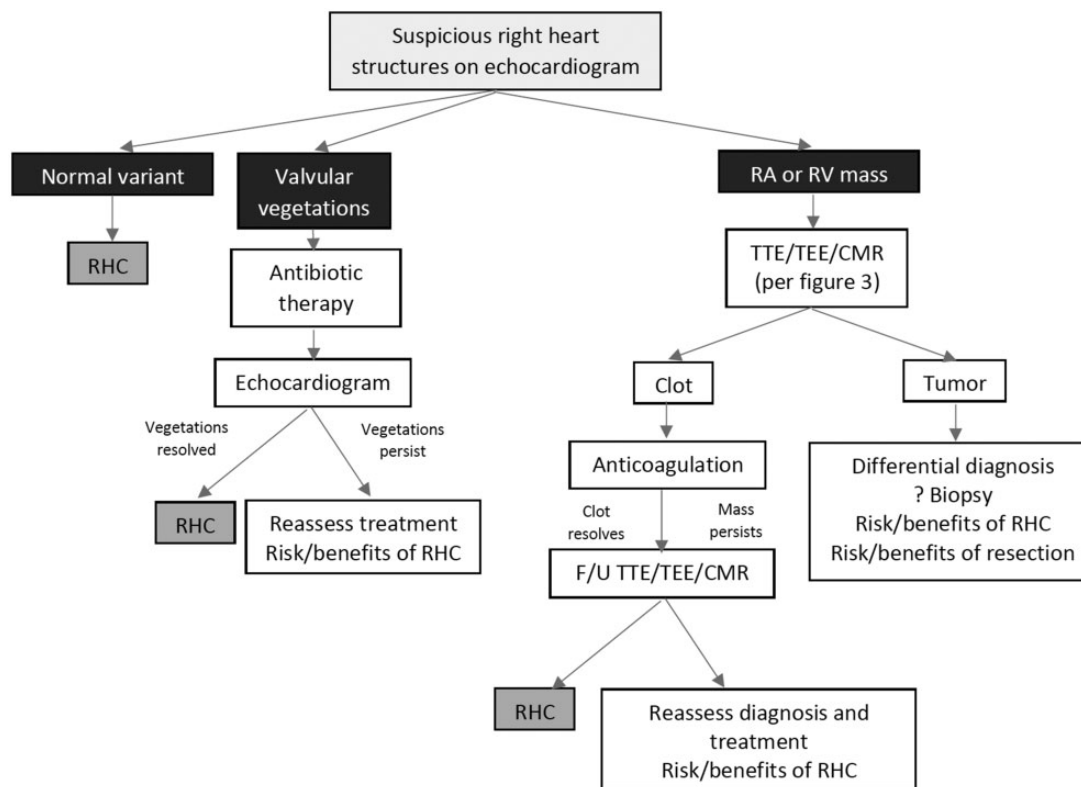 Suspicious right heart
structures on echocardiogram
Normal variant
Valvular
vegetations
RA or RV mass
RHC
Antibiotic
therapy
TTE/TEE/CMR
(per figure 3)
Echocardiogram
Clot
Tumor
Vegetations
resolved
Vegetations
persist
Anticoagulation
Differential diagnosis
? Biopsy
Risk/benefits of RHC
Risk/benefits of resection
RHC
Reassess treatment
Risk/benefits of RHC
Clot
resolves
Mass
persists
F/U TTE/TEE/CMR
RHC
Reassess diagnosis and
treatment
Risk/benefits of RHC